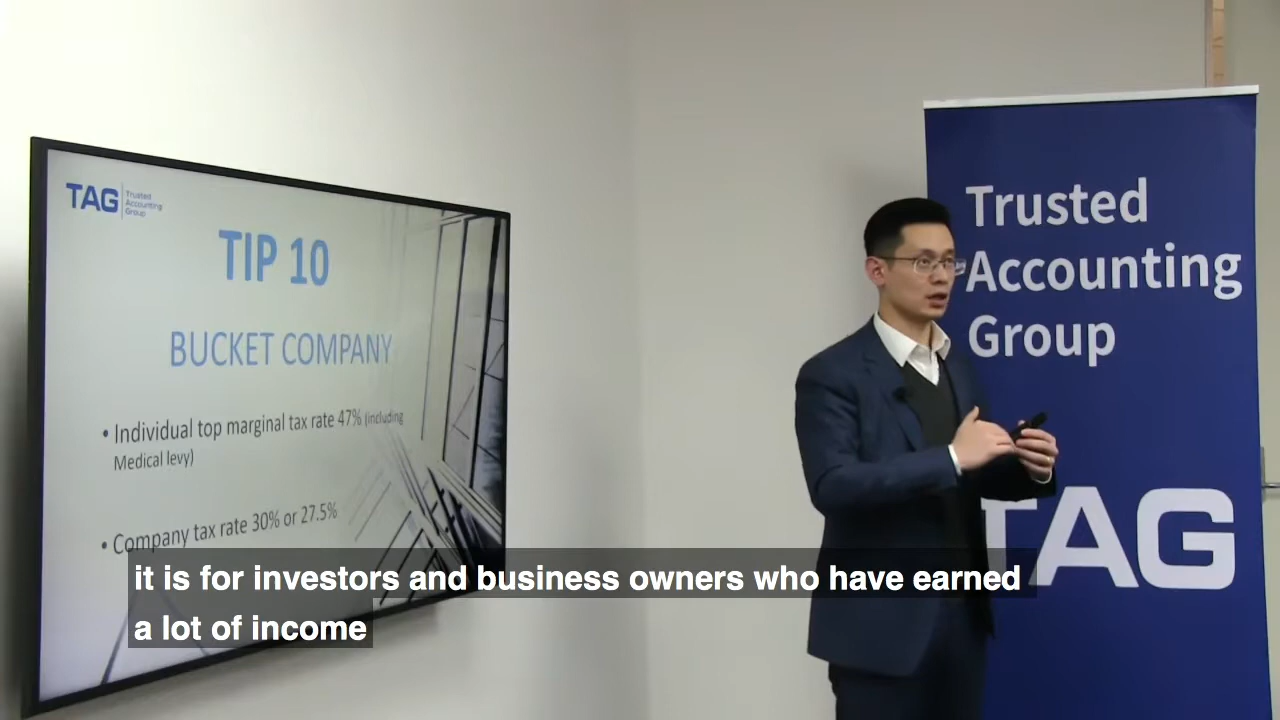 TAG Trusted
Accounting
Group
TIP 10
BUCKET COMPANY
• Individual top marginal tax rate 47% (including
Medical levy)
• Company tax rate 30% or 27.5%
Trusted
Accounting
Group
TAG
it is for investors and business owners who have earned
a lot of income